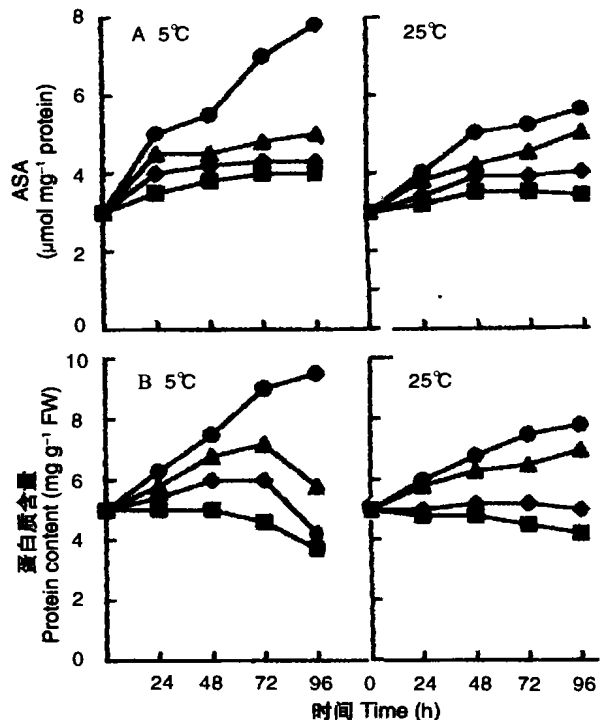 A 5℃
25℃
ASA
(μmol mg⁻¹ protein)
8
6
4
2
0
B 5℃
25℃
蛋白质含量
Protein content (mg g⁻¹ FW)
10
8
6
4
2
0
24 48 72 96 0 24 48 72 96
时间 Time (h)